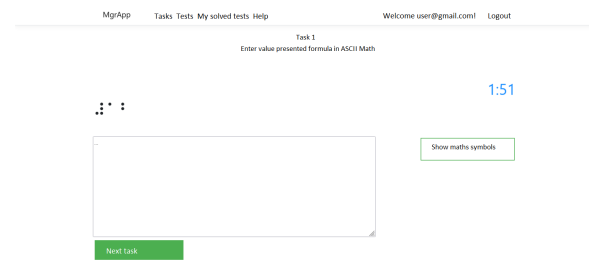 MgrApp Tasks Tests My solved tests Help Welcome user@gmail.com! Logout
Task 1
Enter value presented formula in ASCII Math
1:51
⠼⠁⠃
Show maths symbols
Next task